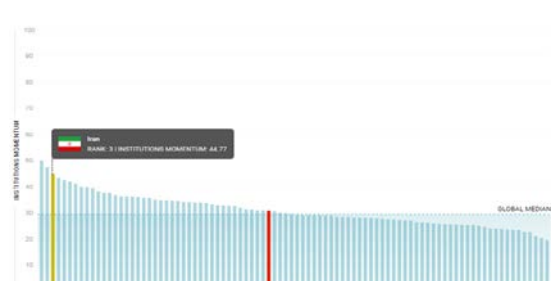 100
90
80
70
60
50
40
30
20
10
INSTITUTIONS MOMENTUM
Iran
RANK: 3 | INSTITUTIONS MOMENTUM: 44.77
GLOBAL MEDIAN